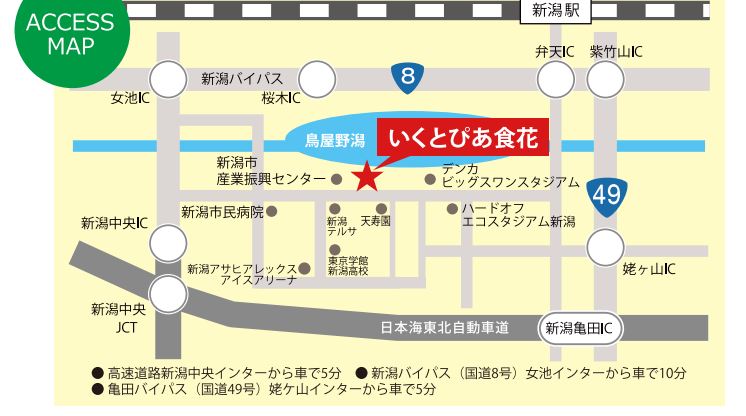 ACCESS
MAP
新潟駅
弁天IC
紫竹山IC
新潟バイパス
8
女池IC
桜木IC
鳥屋野潟
いくとぴあ食花
新潟市
産業振興センター
デンカ
ビッグスワンスタジアム
49
新潟市民病院
新潟
テルサ
天寿園
ハードオフ
エコスタジアム新潟
新潟中央IC
東京学館
新潟高校
新潟アサヒアレックス
アイスアリーナ
姥ヶ山IC
新潟中央
JCT
日本海東北自動車道
新潟亀田IC
● 高速道路新潟中央インターから車で5分 ● 新潟バイパス（国道8号）女池インターから車で10分
● 亀田バイパス（国道49号）姥ケ山インターから車で5分